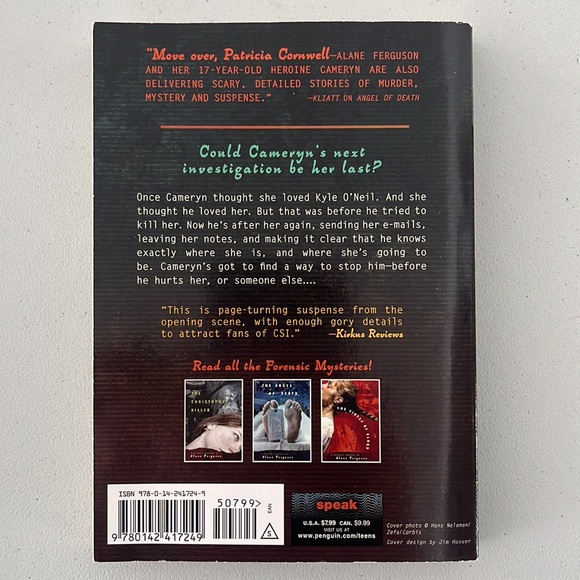 "Move over, Patricia Cornwell—ALANE FERGUSON
AND HER 17-YEAR-OLD HEROINE CAMERYN ARE ALSO
DELIVERING SCARY, DETAILED STORIES OF MURDER,
MYSTERY AND SUSPENSE." —KLIATT ON ANGEL OF DEATH
Could Cameryn's next
investigation be her last?
Once Cameryn thought she loved Kyle O'Neil. And she
thought he loved her. But that was before he tried to
kill her. Now he's after her again, sending her e-mails,
leaving her notes, and making it clear that he knows
exactly where she is, and where she's going to
be. Cameryn's got to find a way to stop him—before
he hurts her, or someone else....
"This is page-turning suspense from the
opening scene, with enough gory details
to attract fans of CSI." —Kirkus Reviews
Read all the Forensic Mysteries!
THE
CHRISTOPHER
KILLER
Alane Ferguson
THE ANGEL
OF DEATH
Alane Ferguson
THE CIRCLE OF BLOOD
Alane Ferguson
ISBN 978-0-14-241724-9
50799>
EAN
S
9 780142 417249
speak
U.S.A. $7.99 CAN. $9.99
VISIT US AT
www.penguin.com/teens
Cover photo © Hans Neleman/
Zefa/Corbis
Cover design by Jim Hoover